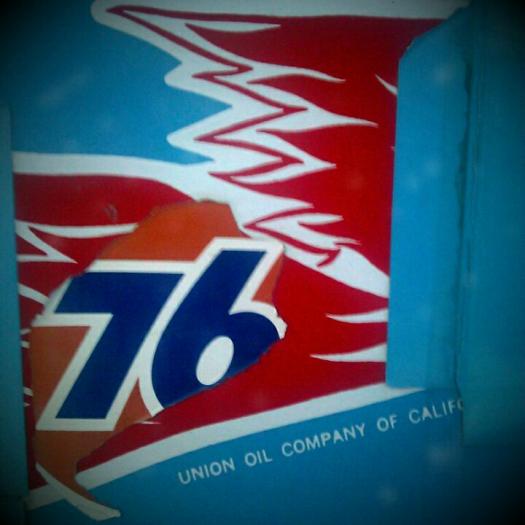 76
UNION OIL COMPANY OF CALIF